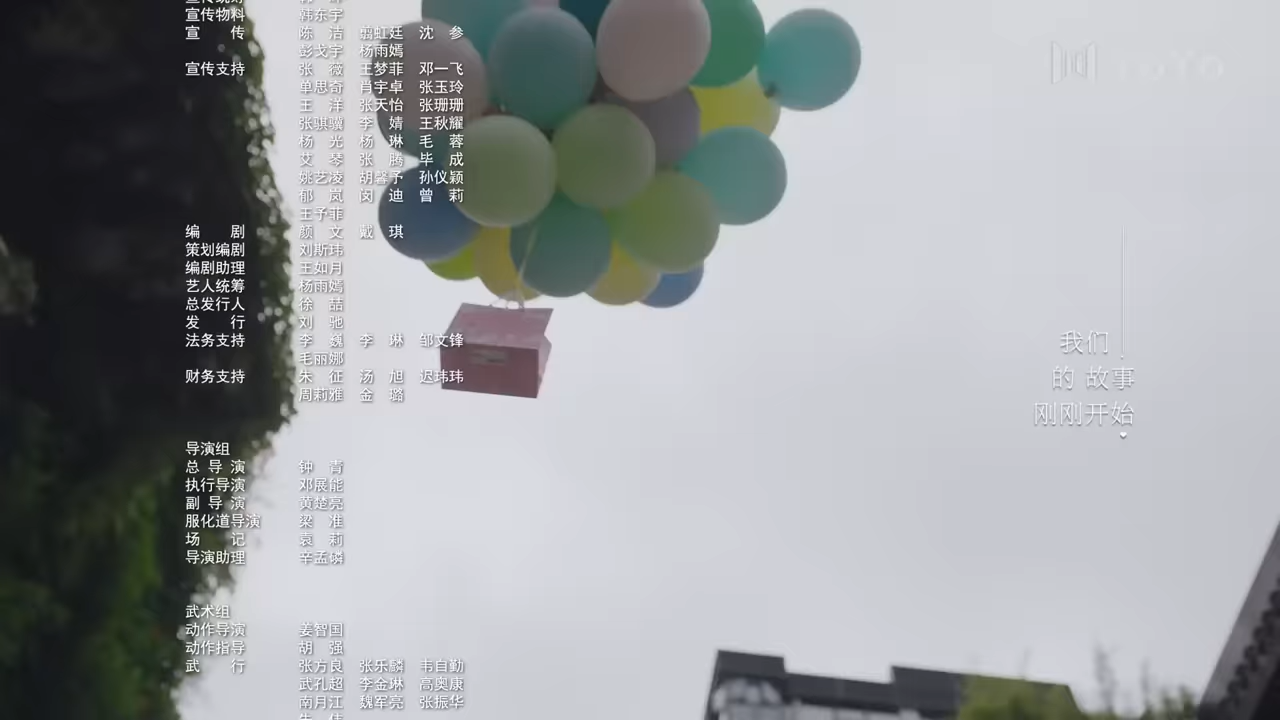 宣传物料 韩东宇
宣 传 陈 洁 翦虹廷 沈 参
彭戈宇 杨雨嫣
宣传支持 张 薇 王梦菲 邓一飞
单思奇 肖宇卓 张玉玲
王 洋 张天怡 张珊珊
张骐骥 李 婧 王秋耀
杨 光 杨 琳 毛 蓉
艾 琴 张 腾 毕 成
姚艺凌 胡馨予 孙仪颖
郁 岚 闵 迪 曾 莉
王予菲
编 剧 颜 文 戴 琪
策划编剧 刘斯玮
编剧助理 王如月
艺人统筹 杨雨嫣
总发行人 徐 喆
发 行 刘 驰
法务支持 李 巍 李 琳 邹文锋
毛丽娜
财务支持 朱 征 汤 旭 迟玮玮
周莉雅 金 璐
导演组
总 导 演 钟 青
执行导演 邓展能
副 导 演 黄楚亮
服化道导演 梁 淮
场 记 袁 莉
导演助理 辛孟璘
武术组
动作导演 姜智国
动作指导 胡 强
武 行 张方良 张乐麟 韦自勤
武孔超 李金琳 高奥康
南月江 魏军亮 张振华
我们
的 故事
刚刚开始